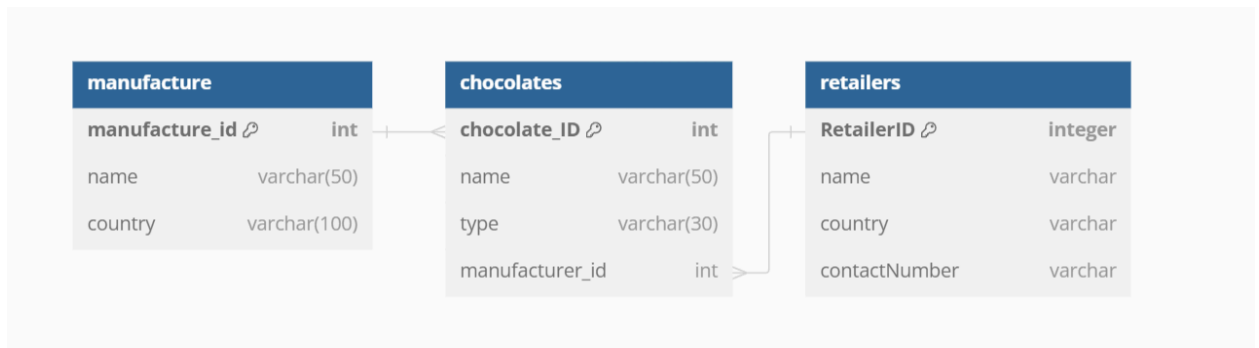 manufacture
manufacture_id int
name varchar(50)
country varchar(100)
chocolates
chocolate_ID int
name varchar(50)
type varchar(30)
manufacturer_id int
retailers
RetailerID integer
name varchar
country varchar
contactNumber varchar